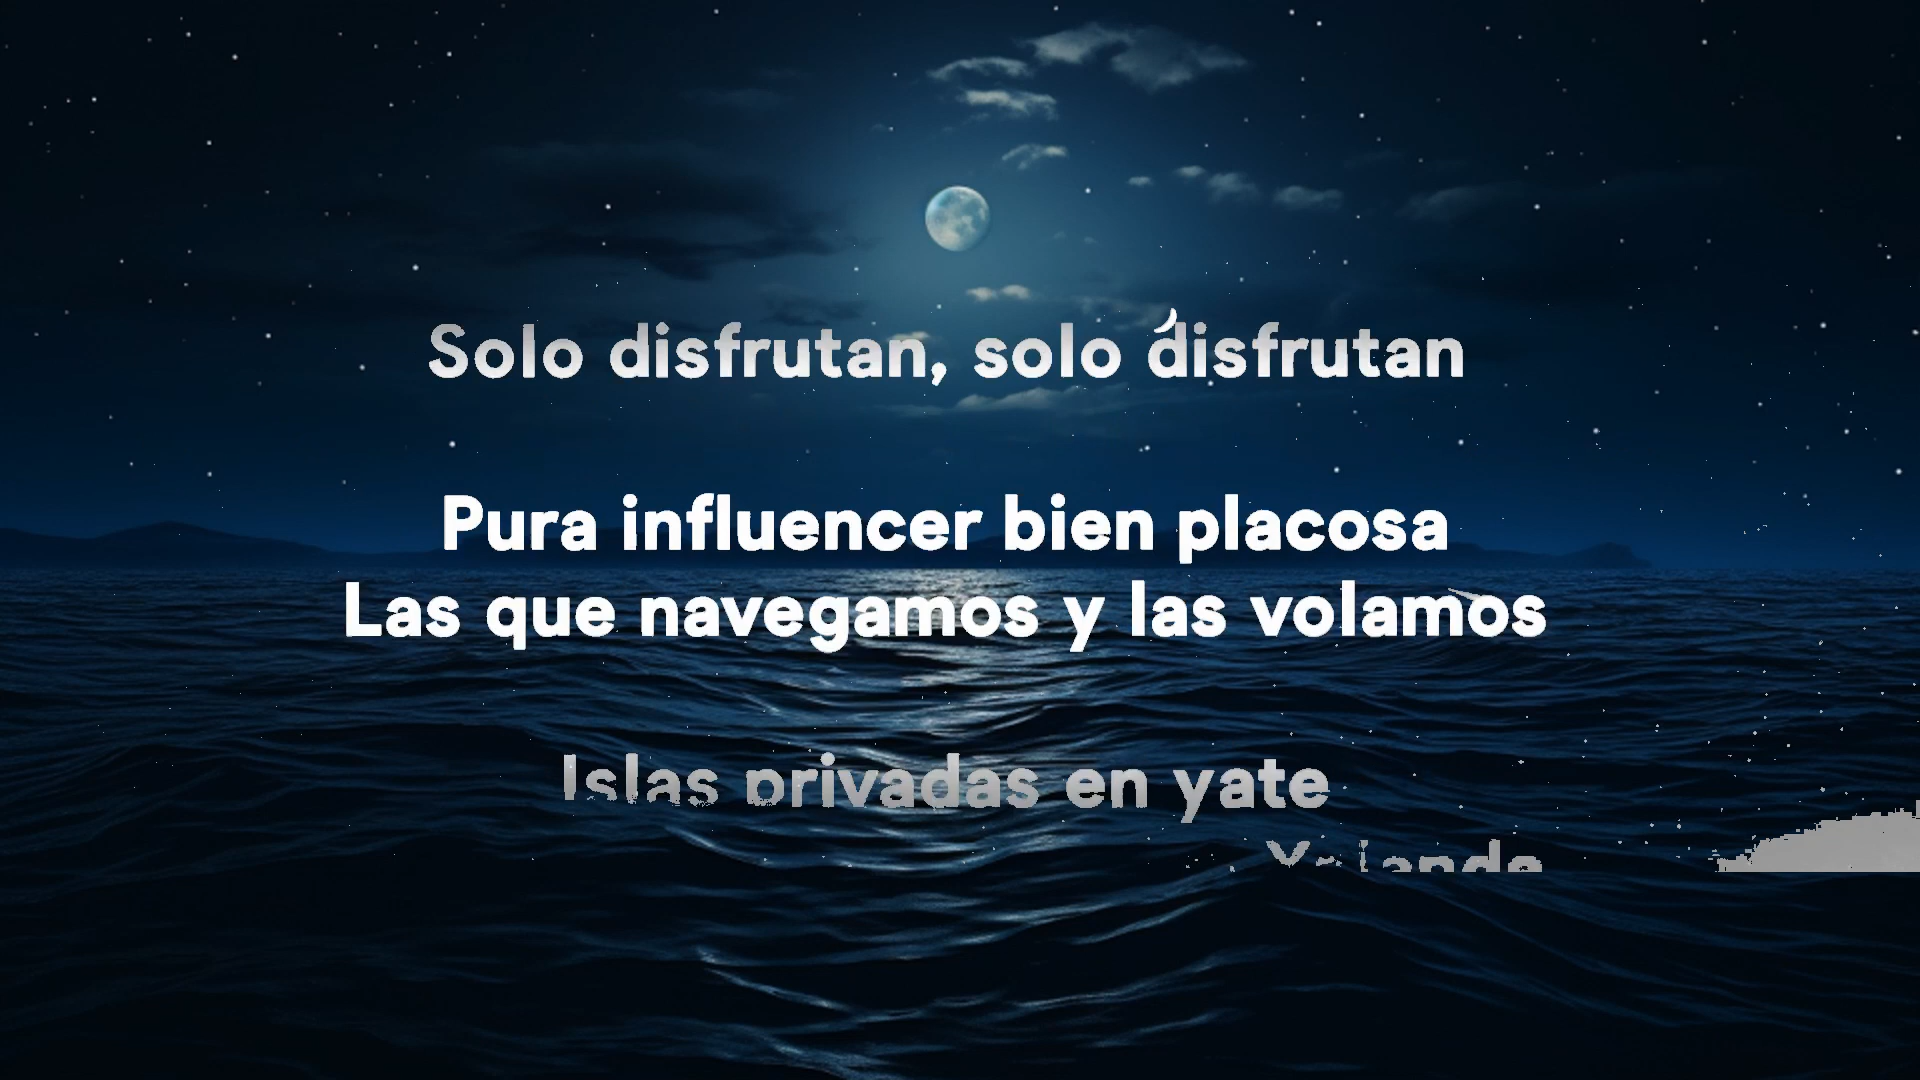 Solo disfrutan, solo disfrutan
Pura influencer bien placosa
Las que navegamos y las volamos
Islas privadas en yate